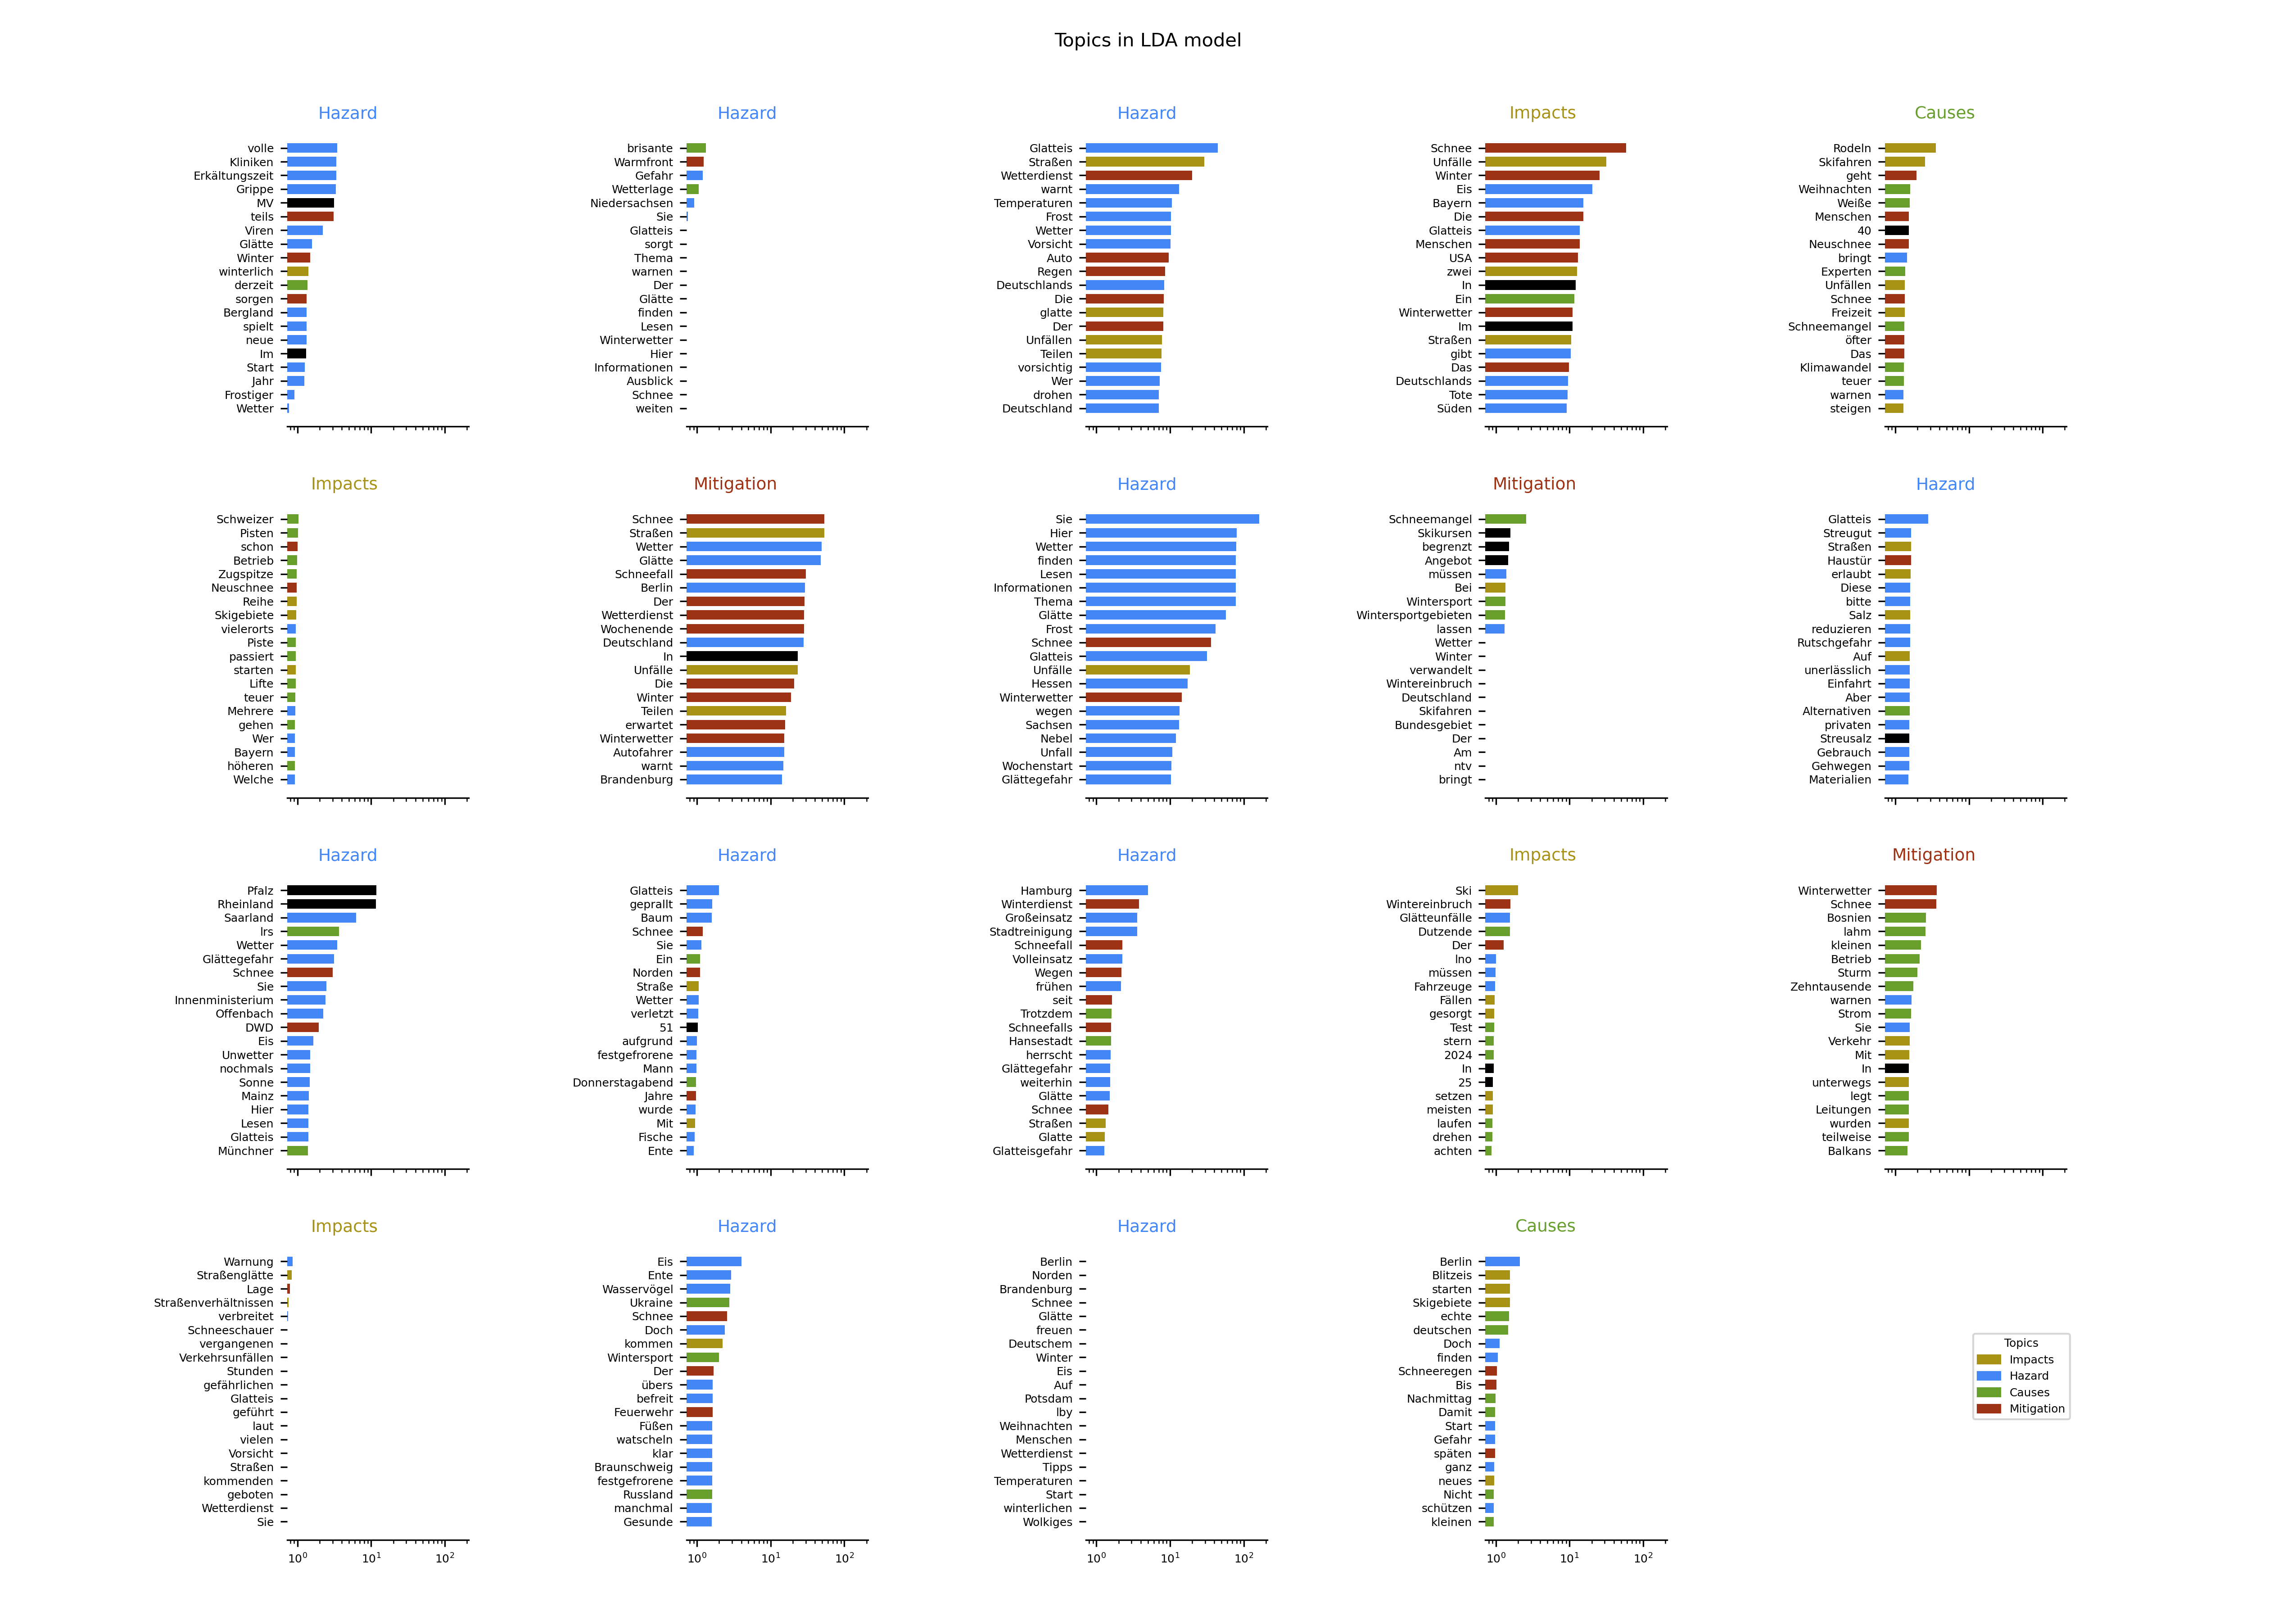 Topics in LDA model
Hazard
volle
Kliniken
Erkältungszeit
Grippe
MV
teils
Viren
Glätte
Winter
winterlich
derzeit
sorgen
Bergland
spielt
neue
Im
Start
Jahr
Frostiger
Wetter
Hazard
brisante
Warmfront
Gefahr
Wetterlage
Niedersachsen
Sie
Glatteis
sorgt
Thema
warnen
Der
Glätte
finden
Lesen
Winterwetter
Hier
Informationen
Ausblick
Schnee
weiten
Hazard
Glatteis
Straßen
Wetterdienst
warnt
Temperaturen
Frost
Wetter
Vorsicht
Auto
Regen
Deutschlands
Die
glatte
Der
Unfällen
Teilen
vorsichtig
Wer
drohen
Deutschland
Impacts
Schnee
Unfälle
Winter
Eis
Bayern
Die
Glatteis
Menschen
USA
zwei
In
Ein
Winterwetter
Im
Straßen
gibt
Das
Deutschlands
Tote
Süden
Causes
Rodeln
Skifahren
geht
Weihnachten
Weiße
Menschen
40
Neuschnee
bringt
Experten
Unfällen
Schnee
Freizeit
Schneemangel
öfter
Das
Klimawandel
teuer
warnen
steigen
Impacts
Schweizer
Pisten
schon
Betrieb
Zugspitze
Neuschnee
Reihe
Skigebiete
vielerorts
Piste
passiert
starten
Lifte
teuer
Mehrere
gehen
Wer
Bayern
höheren
Welche
Mitigation
Schnee
Straßen
Wetter
Glätte
Schneefall
Berlin
Der
Wetterdienst
Wochenende
Deutschland
In
Unfälle
Die
Winter
Teilen
erwartet
Winterwetter
Autofahrer
warnt
Brandenburg
Hazard
Sie
Hier
Wetter
finden
Lesen
Informationen
Thema
Glätte
Frost
Schnee
Glatteis
Unfälle
Hessen
Winterwetter
wegen
Sachsen
Nebel
Unfall
Wochenstart
Glättegefahr
Mitigation
Schneemangel
Skikursen
begrenzt
Angebot
müssen
Bei
Wintersport
Wintersportgebieten
lassen
Wetter
Winter
verwandelt
Wintereinbruch
Deutschland
Skifahren
Bundesgebiet
Der
Am
ntv
bringt
Hazard
Glatteis
Streugut
Straßen
Haustür
erlaubt
Diese
bitte
Salz
reduzieren
Rutschgefahr
Auf
unerlässlich
Einfahrt
Aber
Alternativen
privaten
Streusalz
Gebrauch
Gehwegen
Materialien
Hazard
Pfalz
Rheinland
Saarland
lrs
Wetter
Glättegefahr
Schnee
Sie
Innenministerium
Offenbach
DWD
Eis
Unwetter
nochmals
Sonne
Mainz
Hier
Lesen
Glatteis
Münchner
Hazard
Glatteis
geprallt
Baum
Schnee
Sie
Ein
Norden
Straße
Wetter
verletzt
51
aufgrund
festgefrorene
Mann
Donnerstagabend
Jahre
wurde
Mit
Fische
Ente
Hazard
Hamburg
Winterdienst
Großeinsatz
Stadtreinigung
Schneefall
Volleinsatz
Wegen
frühen
seit
Trotzdem
Schneefalls
Hansestadt
herrscht
Glättegefahr
weiterhin
Glätte
Schnee
Straßen
Glatte
Glatteisgefahr
Impacts
Ski
Wintereinbruch
Glätteunfälle
Dutzende
Der
Ino
müssen
Fahrzeuge
Fällen
gesorgt
Test
stern
2024
In
25
setzen
meisten
laufen
drehen
achten
Mitigation
Winterwetter
Schnee
Bosnien
lahm
kleinen
Betrieb
Sturm
Zehntausende
warnen
Strom
Sie
Verkehr
Mit
In
unterwegs
legt
Leitungen
wurden
teilweise
Balkans
Impacts
Warnung
Straßenglätte
Lage
Straßenverhältnissen
verbreitet
Schneeschauer
vergangenen
Verkehrsunfällen
Stunden
gefährlichen
Glatteis
geführt
laut
vielen
Vorsicht
Straßen
kommenden
geboten
Wetterdienst
Sie
10⁰ 10¹ 10²
Hazard
Eis
Ente
Wasservögel
Ukraine
Schnee
Doch
kommen
Wintersport
Der
übers
befreit
Feuerwehr
Füßen
watscheln
klar
Braunschweig
festgefrorene
Russland
manchmal
Gesunde
10⁰ 10¹ 10²
Hazard
Berlin
Norden
Brandenburg
Schnee
Glätte
freuen
Deutschem
Winter
Eis
Auf
Potsdam
lby
Weihnachten
Menschen
Wetterdienst
Tipps
Temperaturen
Start
winterlichen
Wolkiges
10⁰ 10¹ 10²
Causes
Berlin
Blitzeis
starten
Skigebiete
echte
deutschen
Doch
finden
Schneeregen
Bis
Nachmittag
Damit
Start
Gefahr
späten
ganz
neues
Nicht
schützen
kleinen
10⁰ 10¹ 10²
Topics
Impacts
Hazard
Causes
Mitigation